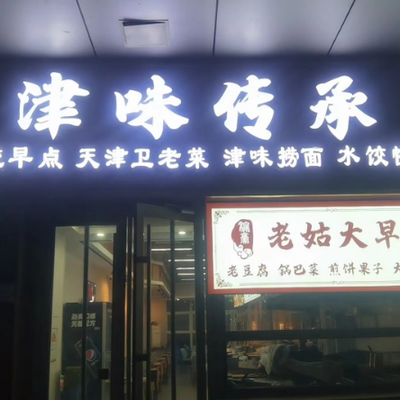 津味传承
早点 天津卫老菜 津味捞面 水饺
老姑大早
老豆腐 锅巴菜 煎饼果子